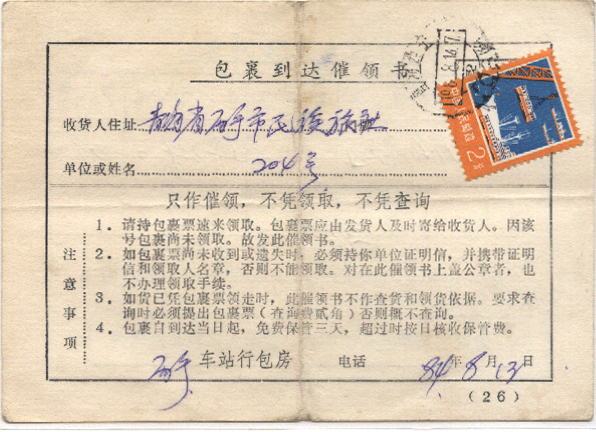 包裹到达催领书
收货人住址 青海省西宁市民族旅社
单位或姓名 204号
只作催领，不凭领取，不凭查询
注意事项
1．请持包裹票速来领取。包裹票应由发货人及时寄给收货人。因该
号包裹尚未领取。故发此催领书。
2．如包裹票尚未收到或遗失时，必须持你单位证明信，并携带证明
信和领取人名章，否则不能领取。对在此催领书上盖公章者，也
不办理领取手续。
3．如货已凭包裹票领走时，此催领书不作查货和领货依据。要求查
询时必须提出包裹票（查询费贰角）否则概不查询。
4．包裹自到达当日起，免费保管三天，超过时按日核收保管费。
西宁 车站行包房 电话 84年8月13日
（26）